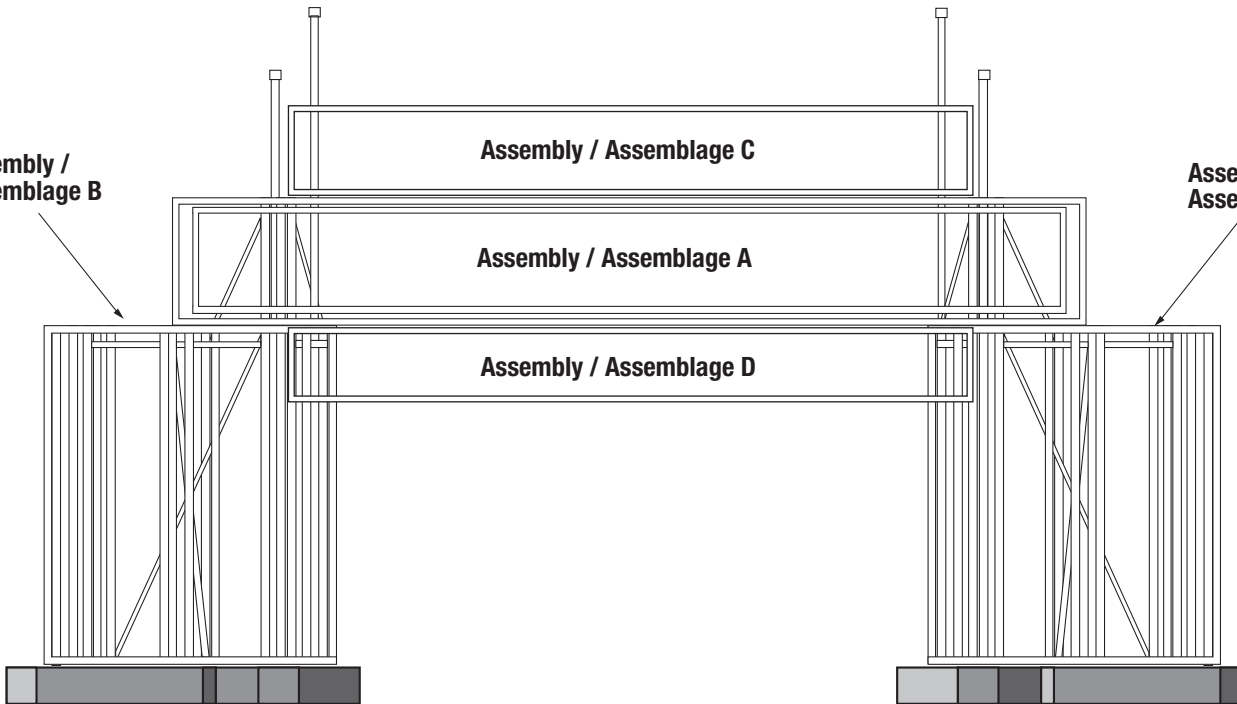 Assembly / Assemblage C
embly /
emblage B
Asse
Asse
Assembly / Assemblage A
Assembly / Assemblage D